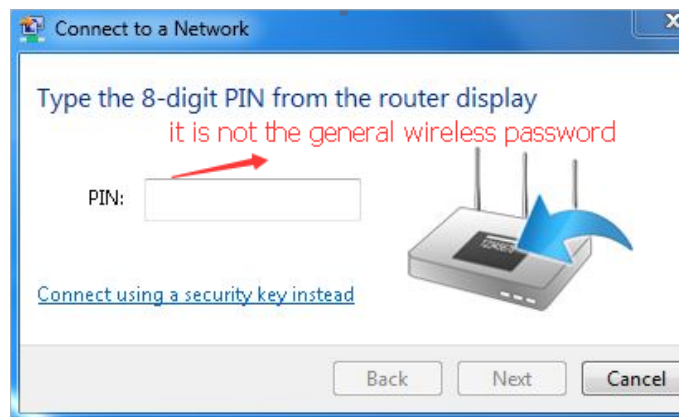 Connect to a Network
Type the 8-digit PIN from the router display
it is not the general wireless password
PIN:
12345670
Connect using a security key instead
Back
Next
Cancel